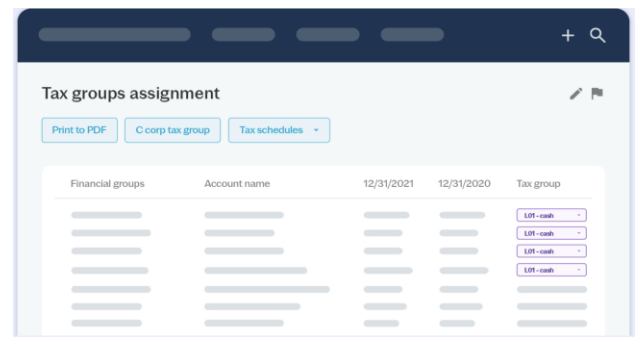 Tax groups assignment
Print to PDF C corp tax group Tax schedules
Financial groups Account name 12/31/2021 12/31/2020 Tax group
L01 - cash
L01 - cash
L01 - cash
L01 - cash